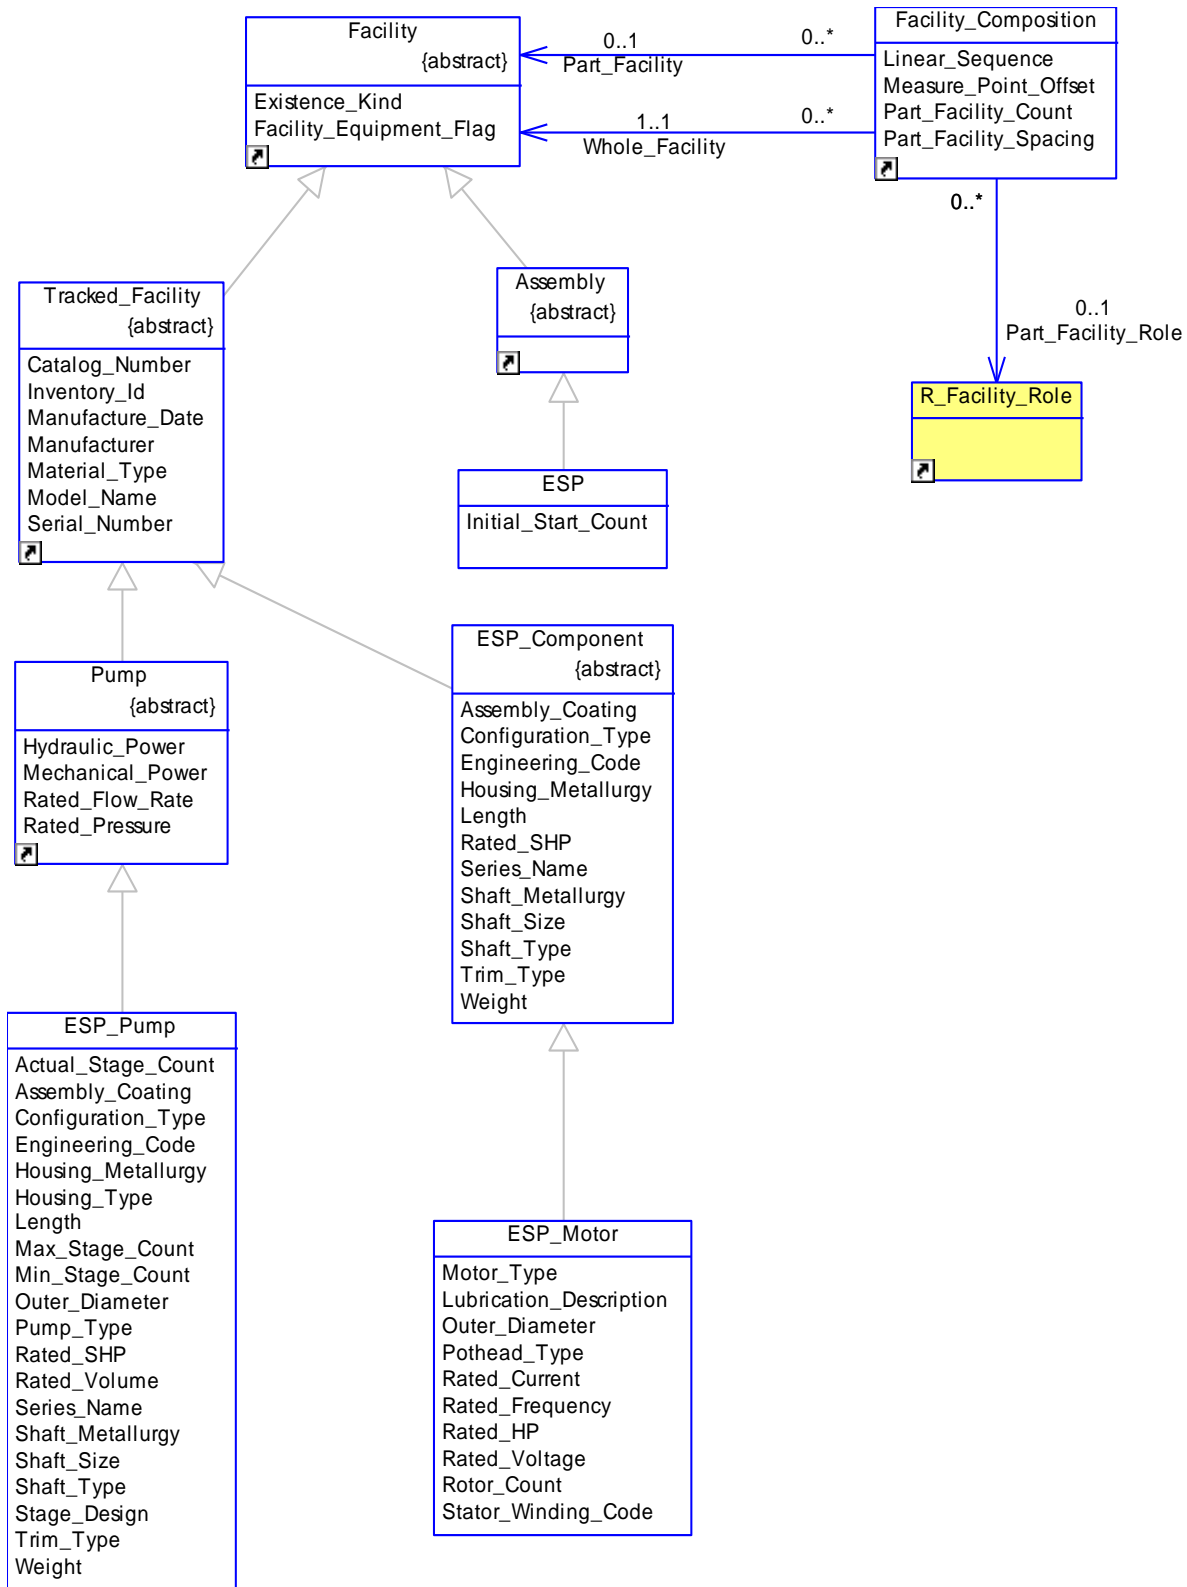 Facility
{abstract}
Existence_Kind
Facility_Equipment_Flag
0..1
0..*
Part_Facility
1..1
0..*
Whole_Facility
Facility_Composition
Linear_Sequence
Measure_Point_Offset
Part_Facility_Count
Part_Facility_Spacing
0..*
0..1
Part_Facility_Role
R_Facility_Role
Tracked_Facility
{abstract}
Catalog_Number
Inventory_Id
Manufacture_Date
Manufacturer
Material_Type
Model_Name
Serial_Number
Assembly
{abstract}
ESP
Initial_Start_Count
Pump
{abstract}
Hydraulic_Power
Mechanical_Power
Rated_Flow_Rate
Rated_Pressure
ESP_Component
{abstract}
Assembly_Coating
Configuration_Type
Engineering_Code
Housing_Metallurgy
Length
Rated_SHP
Series_Name
Shaft_Metallurgy
Shaft_Size
Shaft_Type
Trim_Type
Weight
ESP_Pump
Actual_Stage_Count
Assembly_Coating
Configuration_Type
Engineering_Code
Housing_Metallurgy
Housing_Type
Length
Max_Stage_Count
Min_Stage_Count
Outer_Diameter
Pump_Type
Rated_SHP
Rated_Volume
Series_Name
Shaft_Metallurgy
Shaft_Size
Shaft_Type
Stage_Design
Trim_Type
Weight
ESP_Motor
Motor_Type
Lubrication_Description
Outer_Diameter
Pothead_Type
Rated_Current
Rated_Frequency
Rated_HP
Rated_Voltage
Rotor_Count
Stator_Winding_Code